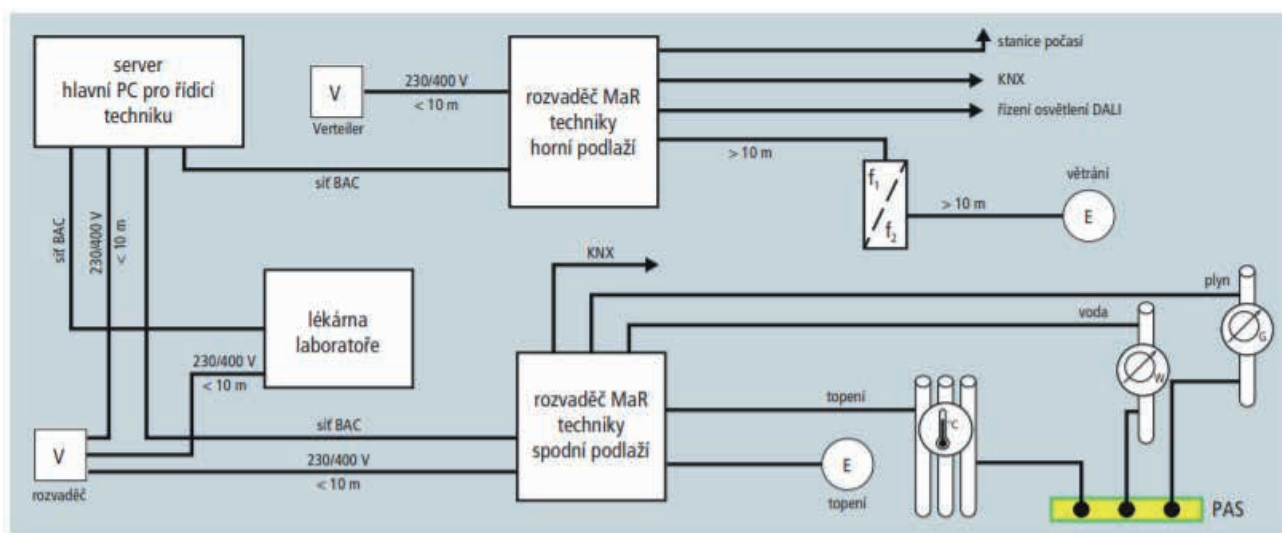 server
hlavní PC pro řídicí
techniku
V
Verteiler
230/400 V
< 10 m
rozvaděč MaR
techniky
horní podlaží
stanice počasí
KNX
řízení osvětlení DALI
> 10 m
f1
f2
> 10 m
větrání
E
síť BAC
síť BAC
230/400 V
< 10 m
lékárna
laboratoře
230/400 V
< 10 m
KNX
plyn
voda
G
W
rozvaděč MaR
techniky
spodní podlaží
topení
°C
E
topení
síť BAC
230/400 V
< 10 m
V
rozvaděč
PAS